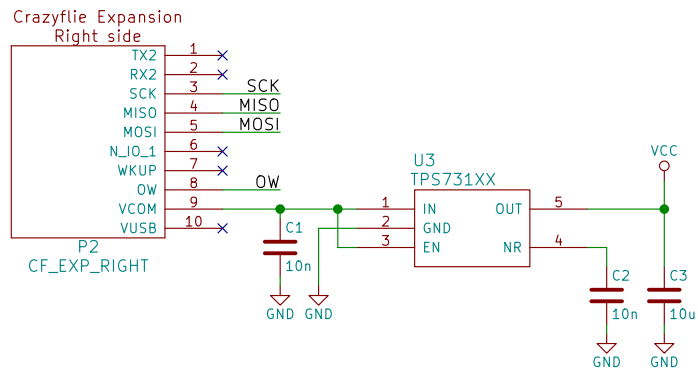 Crazyflie Expansion
Right side
TX2 1
RX2 2
SCK 3 SCK
MISO 4 MISO
MOSI 5 MOSI
N_IO_1 6
WKUP 7
OW 8 OW
VCOM 9
VUSB 10
P2
CF_EXP_RIGHT
C1
10n
GND
GND
U3
TPS731XX
1 IN OUT 5
2 GND
3 EN NR 4
VCC
C2
10n
GND
C3
10u
GND